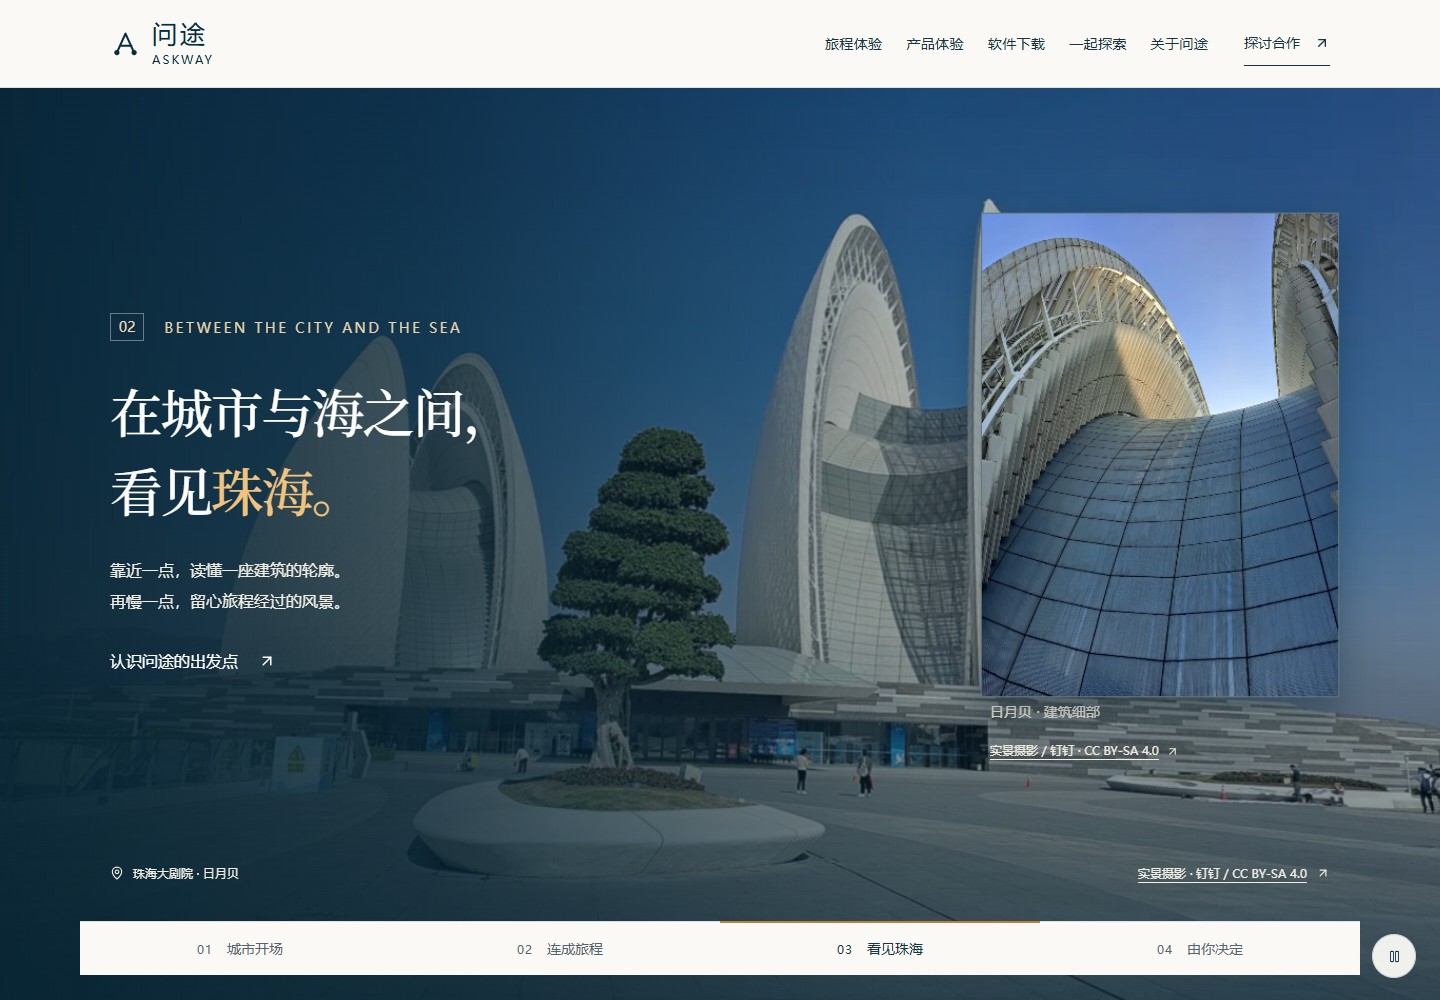 问途
ASKWAY
旅程体验 产品体验 软件下载 一起探索 关于问途 探讨合作
02 BETWEEN THE CITY AND THE SEA
在城市与海之间,
看见珠海。
靠近一点，读懂一座建筑的轮廓。
再慢一点，留心旅程经过的风景。
认识问途的出发点
日月贝 · 建筑细部
实景摄影 / 钉钉 · CC BY-SA 4.0
珠海大剧院 · 日月贝
实景摄影 · 钉钉 / CC BY-SA 4.0
01 城市开场 02 连成旅程 03 看见珠海 04 由你决定